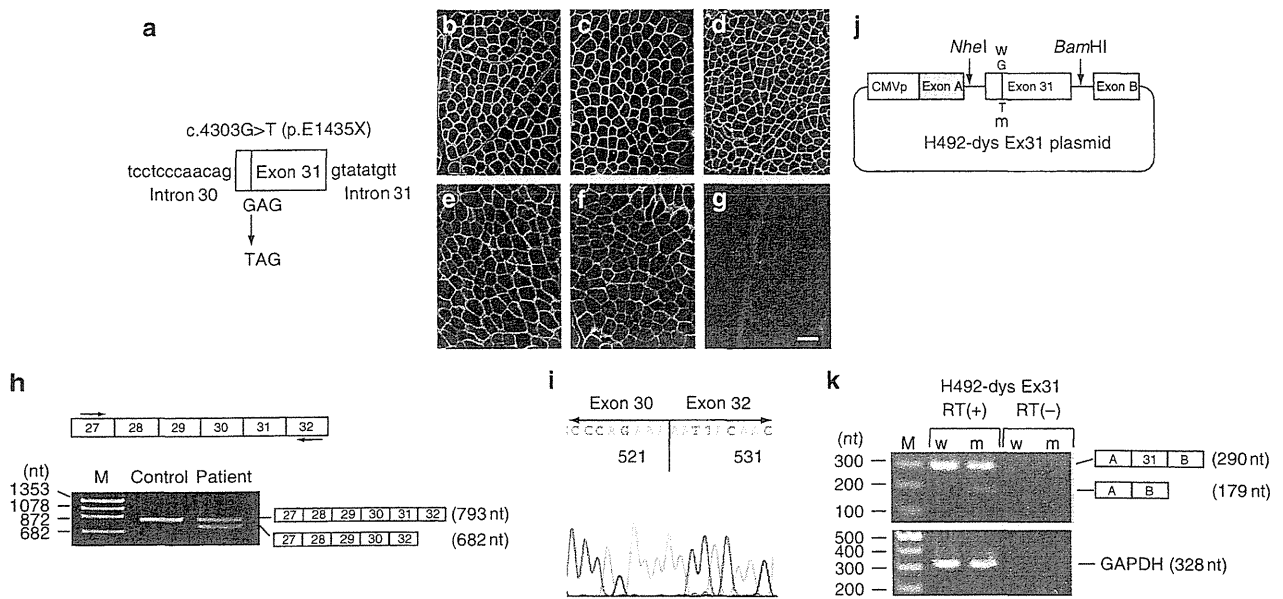 a
c.4303G>T (p.E1435X)
tcctcccaacag
Exon 31
gtatatgtt
Intron 30
Intron 31
GAG
TAG
b
c
d
e
f
g
j
NheI
W
G
BamHI
CMVp
Exon A
Exon 31
Exon B
T
m
H492-dys Ex31 plasmid
h
27 28 29 30 31 32
(nt)
M Control Patient
1353
1078
872
682
27 28 29 30 31 32 (793 nt)
27 28 29 30 32 (682 nt)
i
Exon 30 Exon 32
521 531
k
H492-dys Ex31
RT(+) RT(−)
(nt)
M w m w m
300
200
100
A 31 B (290 nt)
A B (179 nt)
500
400
300
200
GAPDH (328 nt)